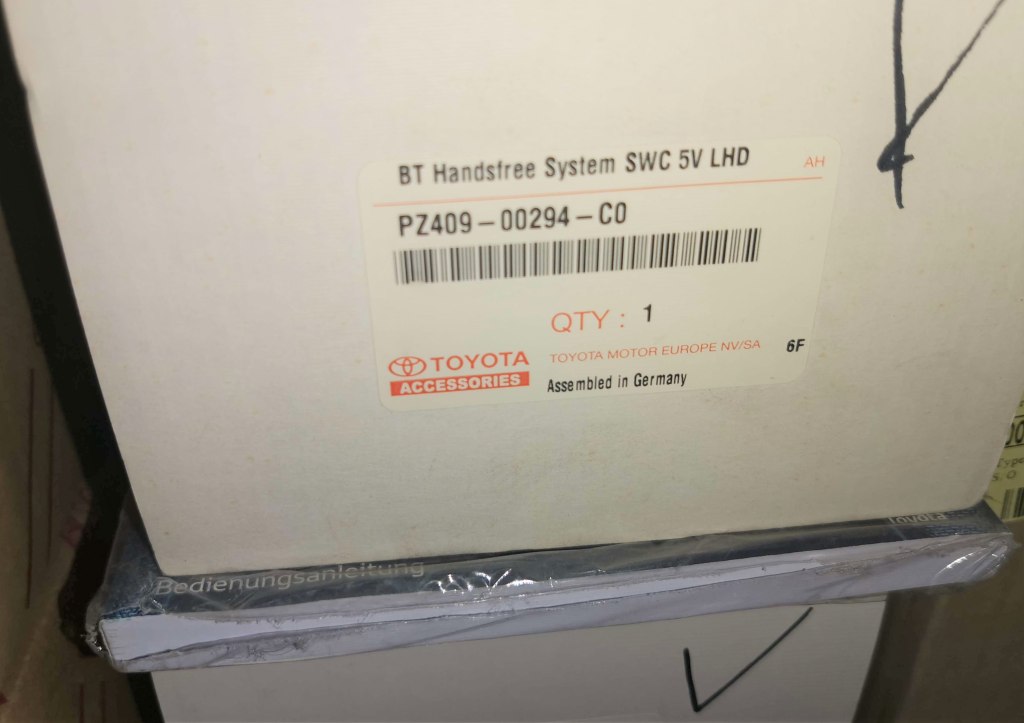 BT Handsfree System SWC 5V LHD
AH
PZ409-00294-C0
QTY : 1
TOYOTA
ACCESSORIES
TOYOTA MOTOR EUROPE NV/SA
6F
Assembled in Germany
Toyota
Bedienungsanleitung